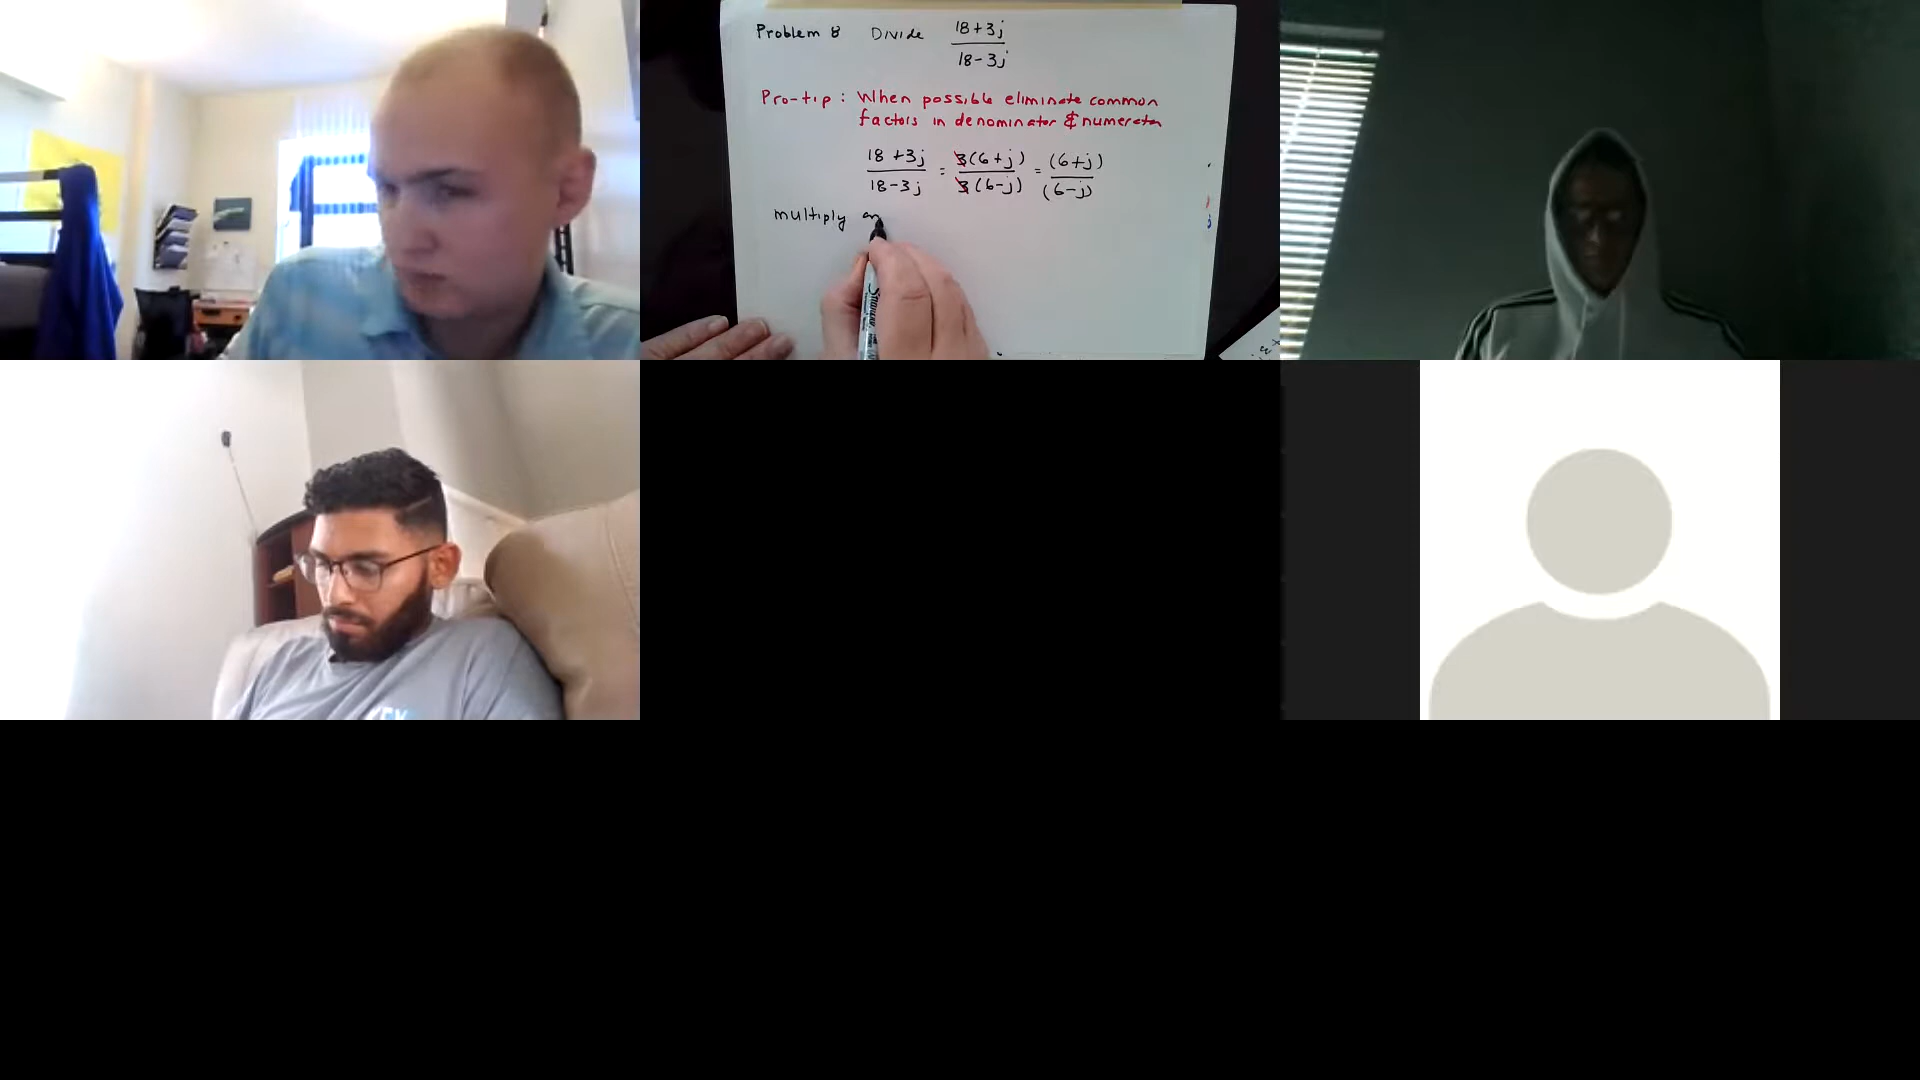 Problem 8 Divide 18+3j
18-3j
Pro-tip: When possible eliminate common
factors in denominator & numerator
18+3j = 3(6+j) = (6+j)
18-3j 3(6-j) (6-j)
multiply an